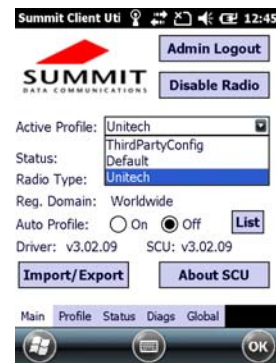 Summit Client Uti 12:45
Admin Logout
SUMMIT
DATA COMMUNICATIONS
Disable Radio
Active Profile: Unitech
ThirdPartyConfig
Default
Unitech
Status:
Radio Type:
Reg. Domain: Worldwide
Auto Profile: On Off List
Driver: v3.02.09 SCU: v3.02.09
Import/Export About SCU
Main Profile Status Diags Global
OK